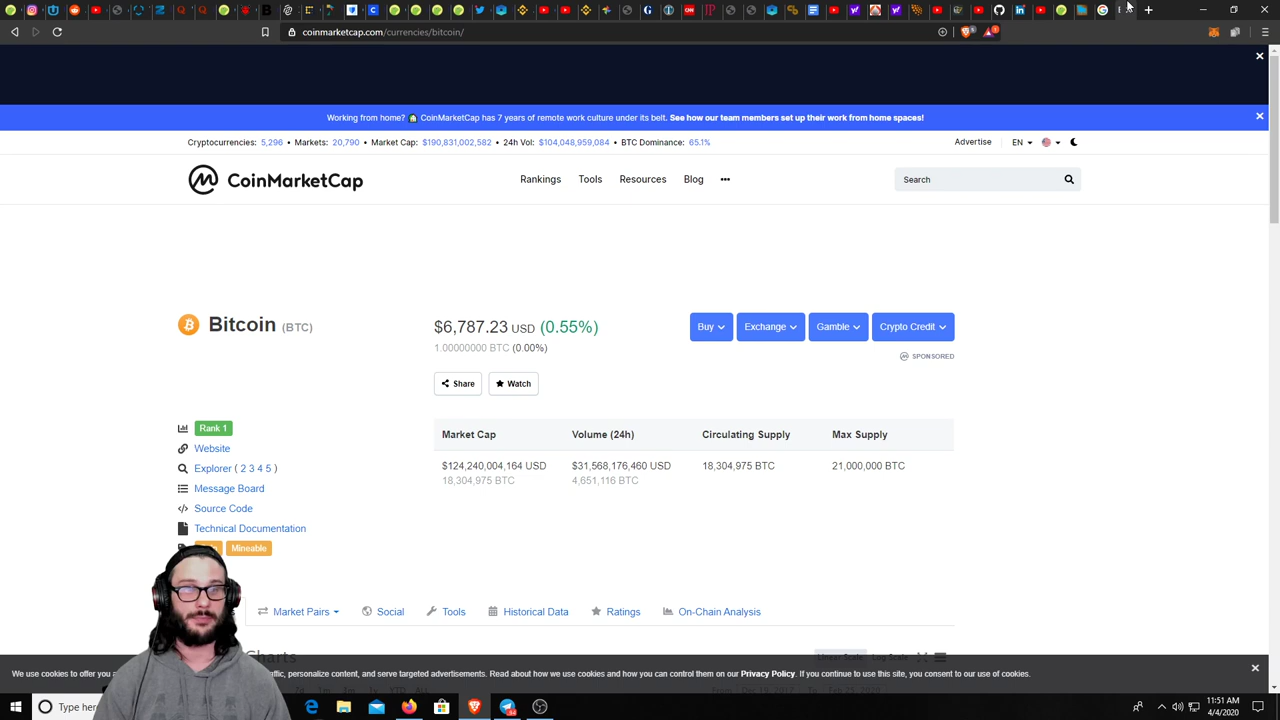 coinmarketcap.com/currencies/bitcoin/
Working from home? CoinMarketCap has 7 years of remote work culture under its belt. See how our team members set up their work from home spaces!
Cryptocurrencies: 5,296 • Markets: 20,790 • Market Cap: $190,831,002,582 • 24h Vol: $104,048,959,084 • BTC Dominance: 65.1%
Advertise EN
CoinMarketCap
Rankings Tools Resources Blog
Search
Bitcoin (BTC)
$6,787.23 USD (0.55%)
1.00000000 BTC (0.00%)
Buy Exchange Gamble Crypto Credit
SPONSORED
Share Watch
Rank 1
Website
Explorer ( 2 3 4 5 )
Message Board
Source Code
Technical Documentation
Mineable
Market Cap Volume (24h) Circulating Supply Max Supply
$124,240,004,164 USD $31,568,176,460 USD 18,304,975 BTC 21,000,000 BTC
18,304,975 BTC 4,651,116 BTC
Market Pairs Social Tools Historical Data Ratings On-Chain Analysis
Charts
Linear Scale Log Scale
We use cookies to offer you a
traffic, personalize content, and serve targeted advertisements. Read about how we use cookies and how you can control them on our Privacy Policy. If you continue to use this site, you consent to our use of cookies.
Type here
11:51 AM
4/4/2020